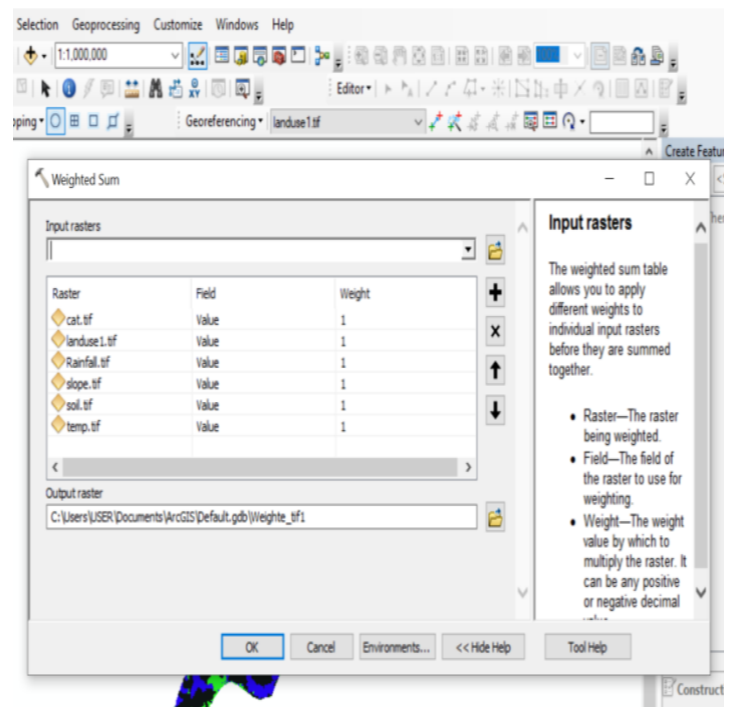 Selection Geoprocessing Customize Windows Help
1:1,000,000
Editor
pping Georeferencing landuse1.tif
Create Featu
Weighted Sum
Input rasters
Raster Field Weight
cat.tif Value 1
landuse1.tif Value 1
Rainfall.tif Value 1
slope.tif Value 1
soil.tif Value 1
temp.tif Value 1
Output raster
C:\Users\USER\Documents\ArcGIS\Default.gdb\Weighte_tif1
Input rasters
The weighted sum table
allows you to apply
different weights to
individual input rasters
before they are summed
together.
• Raster—The raster
being weighted.
• Field—The field of
the raster to use for
weighting.
• Weight—The weight
value by which to
multiply the raster. It
can be any positive
or negative decimal
OK Cancel Environments... << Hide Help Tool Help
Construct